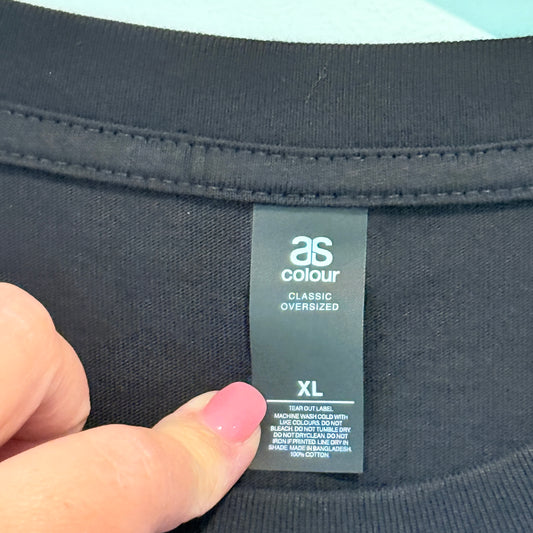 as
colour
CLASSIC
OVERSIZED
XL
TEAR OUT LABEL
MACHINE WASH COLD WITH
LIKE COLOURS. DO NOT
BLEACH. DO NOT TUMBLE DRY.
DO NOT DRYCLEAN. DO NOT
IRON IF PRINTED. LINE DRY IN
SHADE. MADE IN BANGLADESH.
100% COTTON